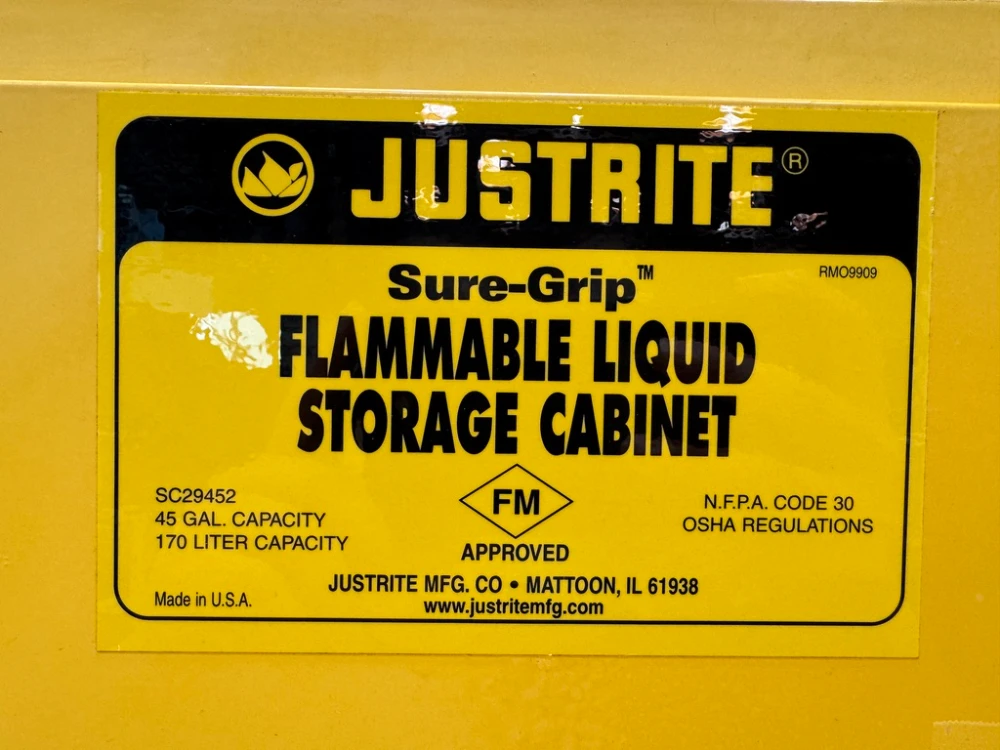 JUSTRITE®
RMO9909
Sure-Grip™
FLAMMABLE LIQUID
STORAGE CABINET
SC29452
45 GAL. CAPACITY
170 LITER CAPACITY
FM
APPROVED
N.F.P.A. CODE 30
OSHA REGULATIONS
JUSTRITE MFG. CO • MATTOON, IL 61938
www.justritemfg.com
Made in U.S.A.